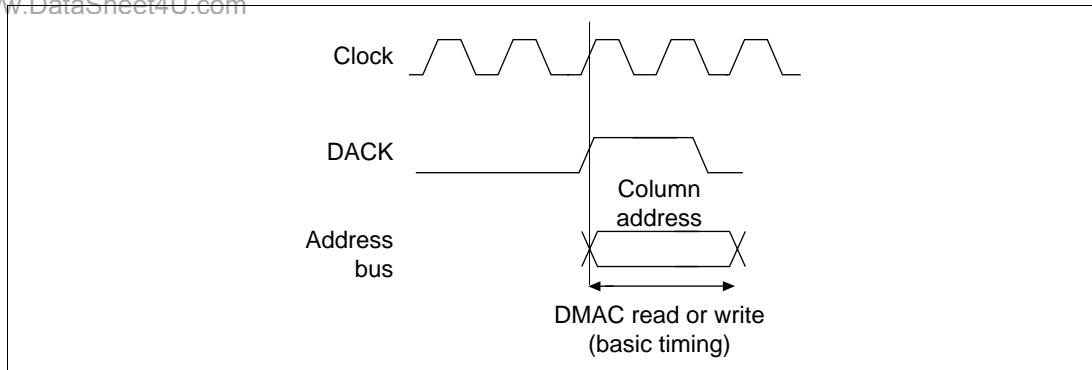 w.DataSheet4U.com
Clock
DACK
Column
address
Address
bus
DMAC read or write
(basic timing)